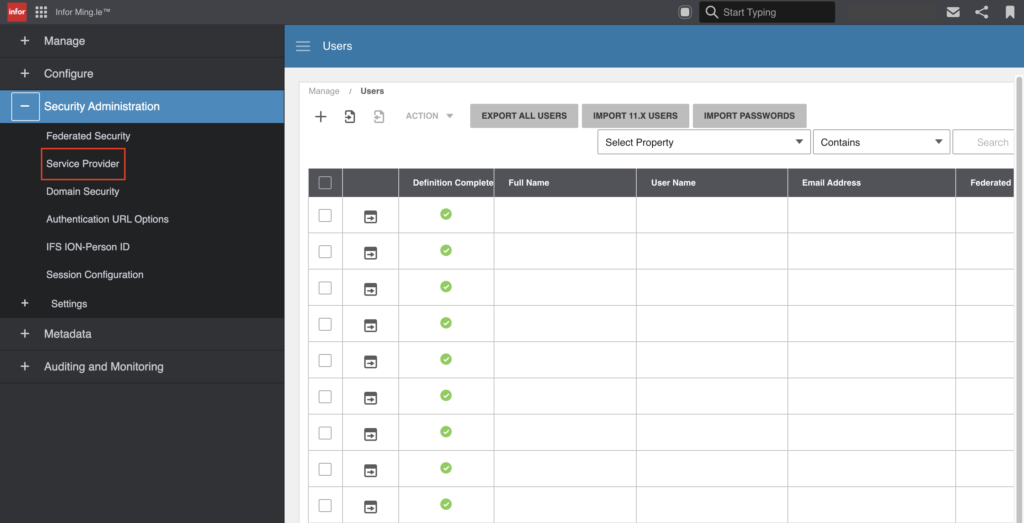 infor Infor Ming.le™ Start Typing
Manage
Configure
Security Administration
Federated Security
Service Provider
Domain Security
Authentication URL Options
IFS ION-Person ID
Session Configuration
Settings
Metadata
Auditing and Monitoring
Users
Manage / Users
ACTION EXPORT ALL USERS IMPORT 11.X USERS IMPORT PASSWORDS
Select Property Contains Search
Definition Complete Full Name User Name Email Address Federated